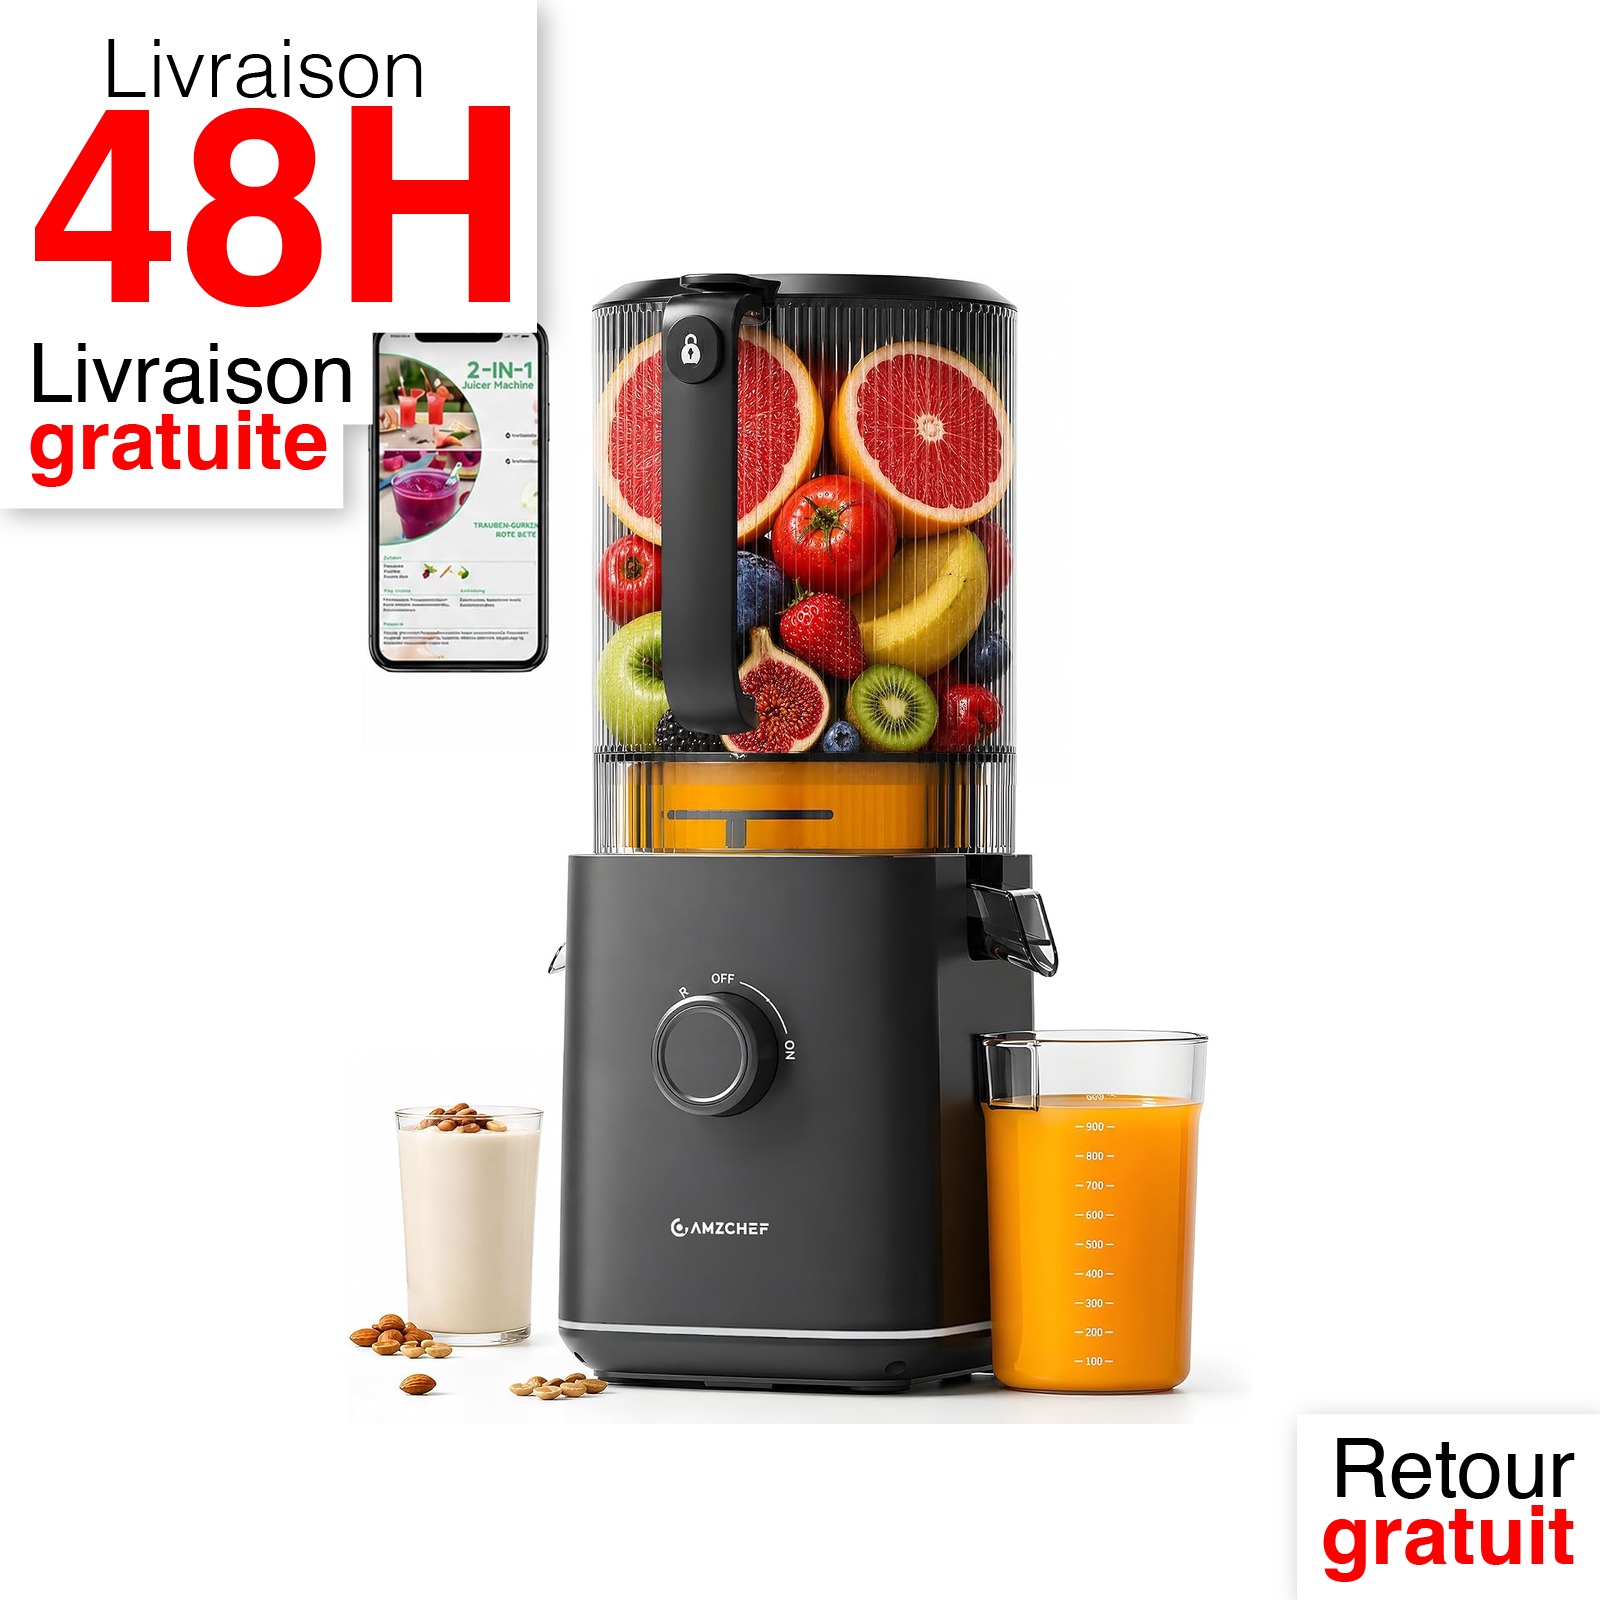 Livraison
48H
Livraison
gratuite
2-IN-1
Juicer Machine
TRAUBEN-GURKEN
ROTE BETE
Zutaten
R
OFF
ON
AMZCHEF
900
800
700
600
500
400
300
200
100
Retour
gratuit